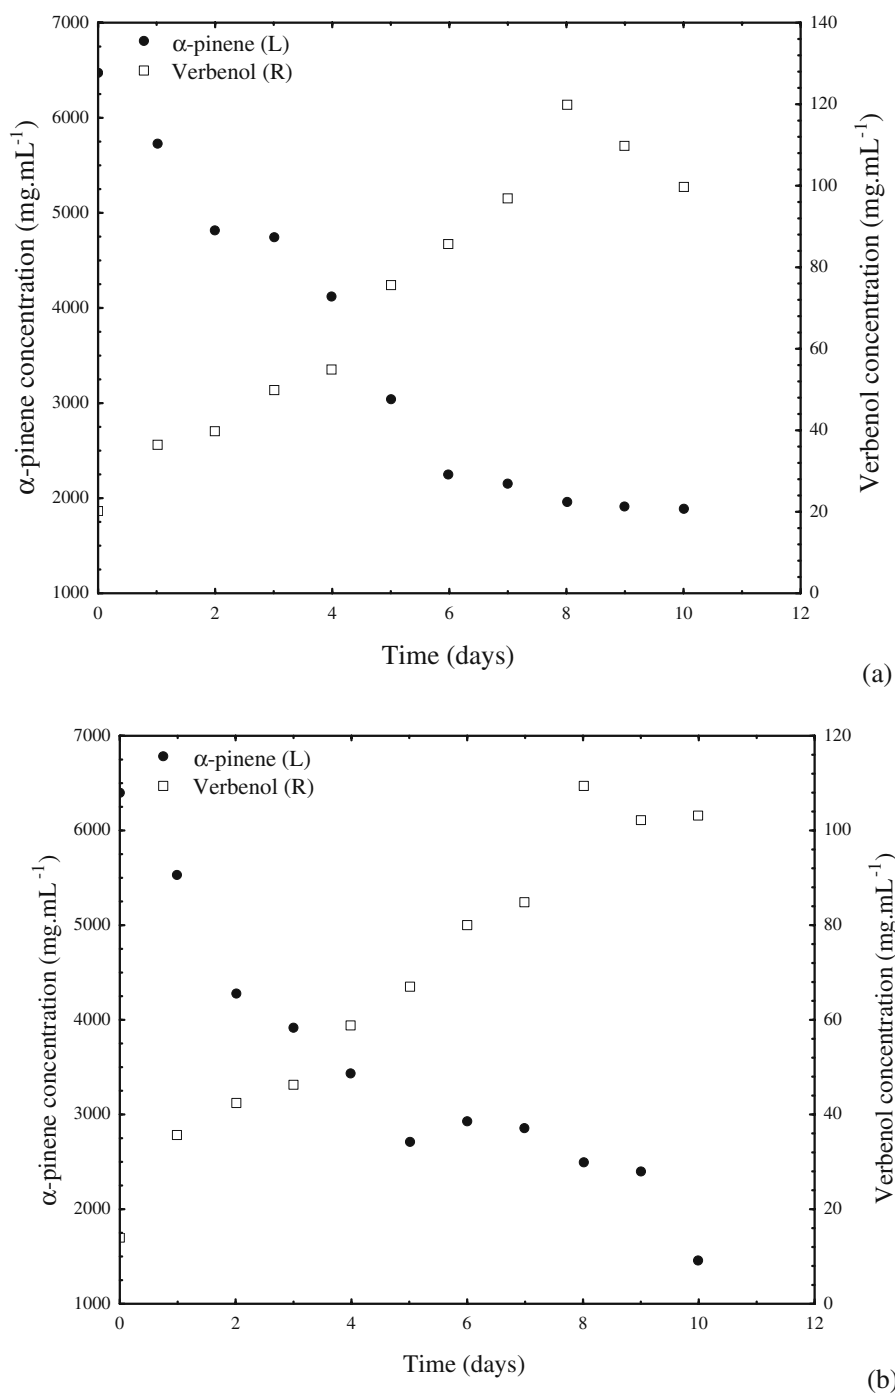 7000
6000
5000
4000
3000
2000
1000
α-pinene concentration (mg.mL-1)
α-pinene (L)
Verbenol (R)
140
120
100
80
60
40
20
0
Verbenol concentration (mg.mL-1)
0 2 4 6 8 10 12
Time (days)
(a)
7000
6000
5000
4000
3000
2000
1000
α-pinene concentration (mg.mL-1)
α-pinene (L)
Verbenol (R)
120
100
80
60
40
20
0
Verbenol concentration (mg.mL-1)
0 2 4 6 8 10 12
Time (days)
(b)